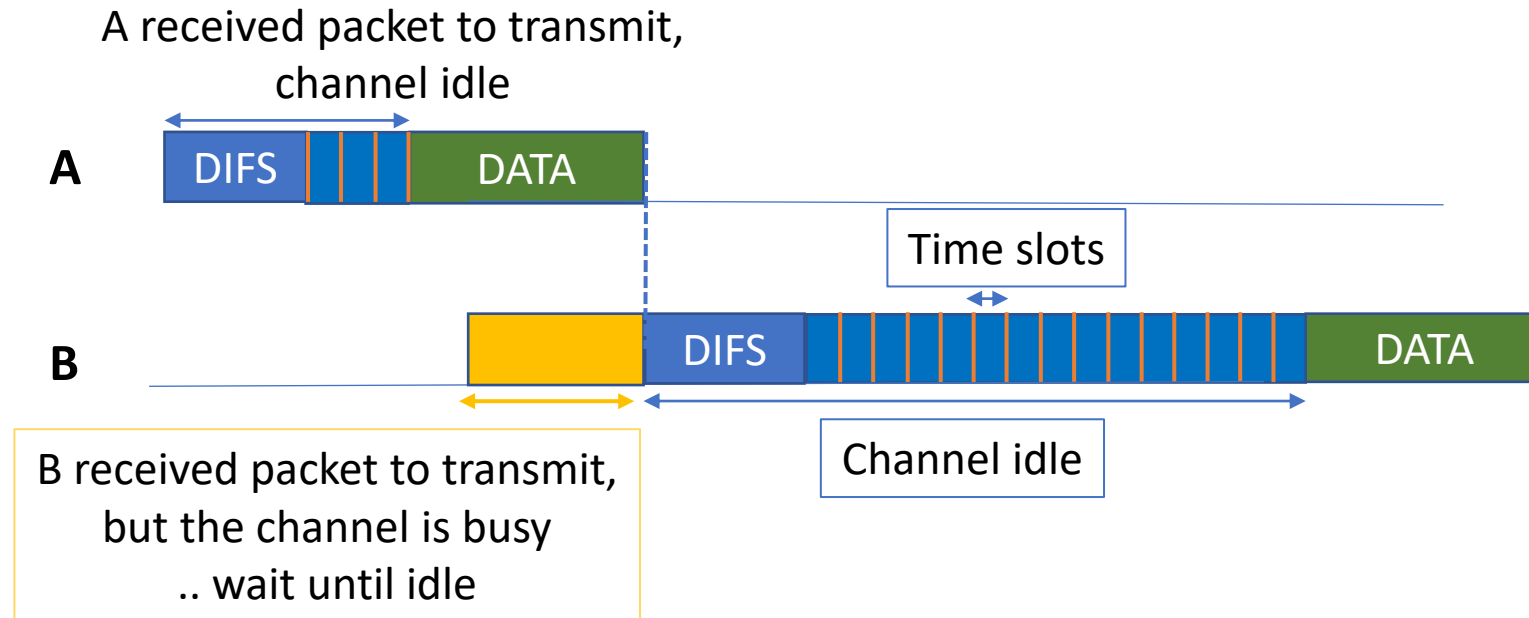 A received packet to transmit,
channel idle
A
DIFS
DATA
Time slots
B
DIFS
DATA
Channel idle
B received packet to transmit,
but the channel is busy
.. wait until idle